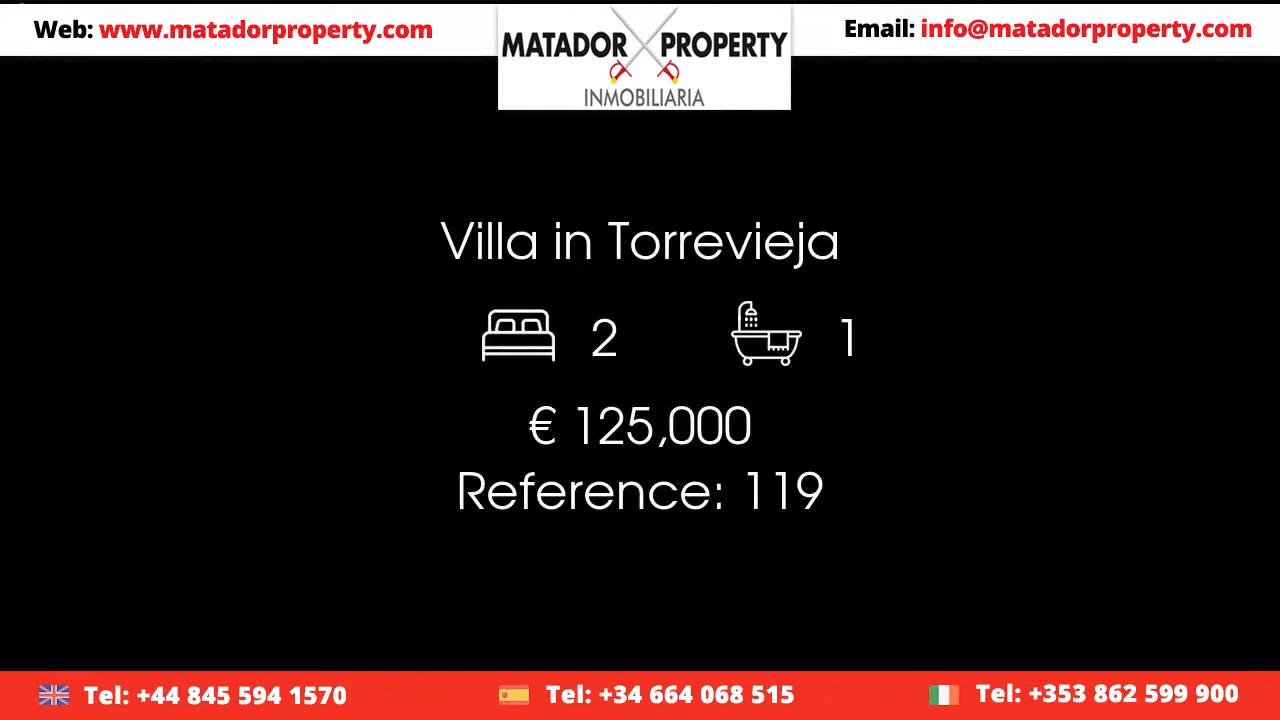 Web: www.matadorproperty.com
MATADOR PROPERTY
INMOBILIARIA
Email: info@matadorproperty.com
Villa in Torrevieja
2 1
€ 125,000
Reference: 119
Tel: +44 845 594 1570
Tel: +34 664 068 515
Tel: +353 862 599 900